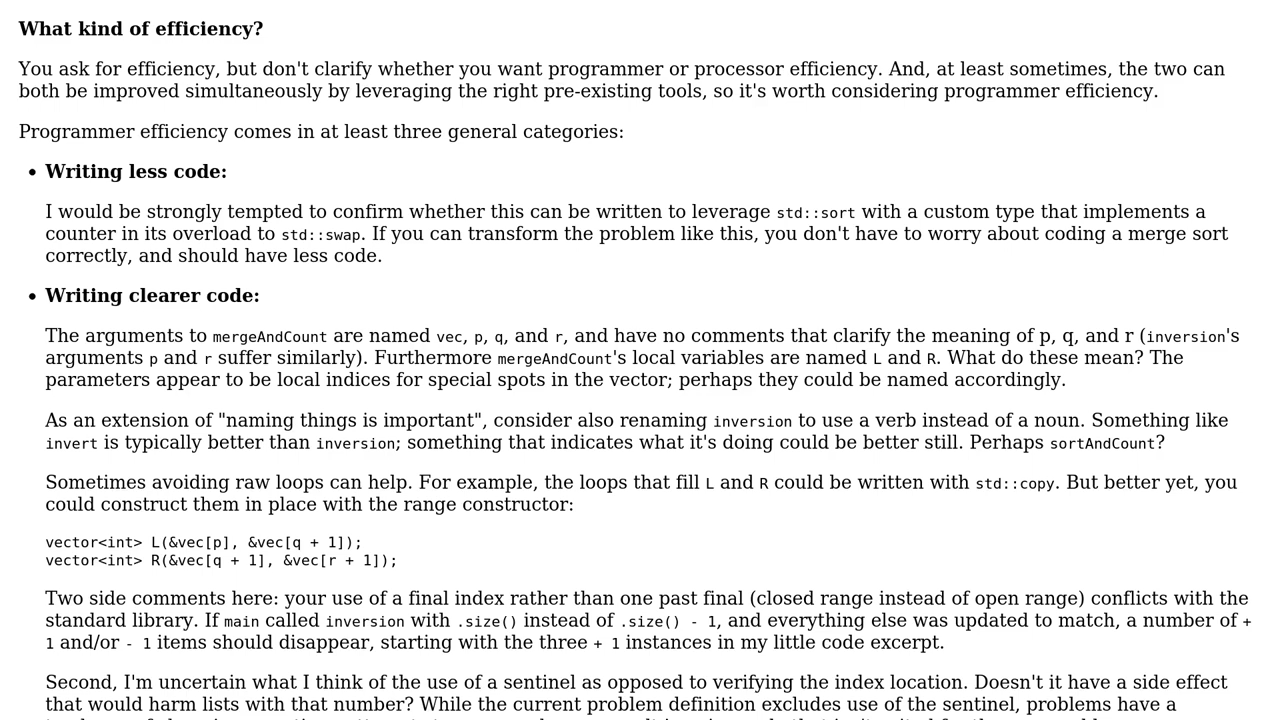 What kind of efficiency?
You ask for efficiency, but don't clarify whether you want programmer or processor efficiency. And, at least sometimes, the two can
both be improved simultaneously by leveraging the right pre-existing tools, so it's worth considering programmer efficiency.
Programmer efficiency comes in at least three general categories:
• Writing less code:
I would be strongly tempted to confirm whether this can be written to leverage std::sort with a custom type that implements a
counter in its overload to std::swap. If you can transform the problem like this, you don't have to worry about coding a merge sort
correctly, and should have less code.
• Writing clearer code:
The arguments to mergeAndCount are named vec, p, q, and r, and have no comments that clarify the meaning of p, q, and r (inversion's
arguments p and r suffer similarly). Furthermore mergeAndCount's local variables are named L and R. What do these mean? The
parameters appear to be local indices for special spots in the vector; perhaps they could be named accordingly.
As an extension of "naming things is important", consider also renaming inversion to use a verb instead of a noun. Something like
invert is typically better than inversion; something that indicates what it's doing could be better still. Perhaps sortAndCount?
Sometimes avoiding raw loops can help. For example, the loops that fill L and R could be written with std::copy. But better yet, you
could construct them in place with the range constructor:
vector<int> L(&vec[p], &vec[q + 1]);
vector<int> R(&vec[q + 1], &vec[r + 1]);
Two side comments here: your use of a final index rather than one past final (closed range instead of open range) conflicts with the
standard library. If main called inversion with .size() instead of .size() - 1, and everything else was updated to match, a number of +
1 and/or - 1 items should disappear, starting with the three + 1 instances in my little code excerpt.
Second, I'm uncertain what I think of the use of a sentinel as opposed to verifying the index location. Doesn't it have a side effect
that would harm lists with that number? While the current problem definition excludes use of the sentinel, problems have a